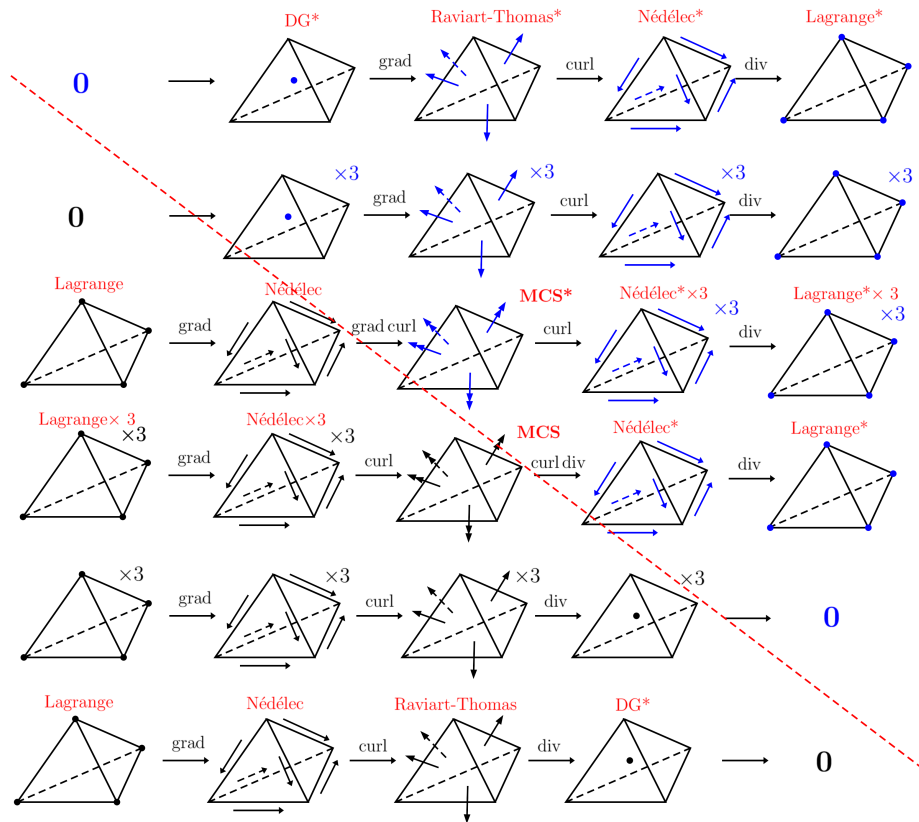 DG* Raviart-Thomas* Nédélec* Lagrange*
0 grad curl div
×3 ×3 ×3 ×3
0 grad curl div
Lagrange Nédélec MCS* Nédélec*×3 Lagrange*× 3
×3 ×3
grad grad curl curl div
Lagrange× 3 Nédélec×3 MCS Nédélec* Lagrange*
×3 ×3
grad curl curl div div
×3 ×3 ×3 ×3
grad curl div 0
Lagrange Nédélec Raviart-Thomas DG*
grad curl div 0